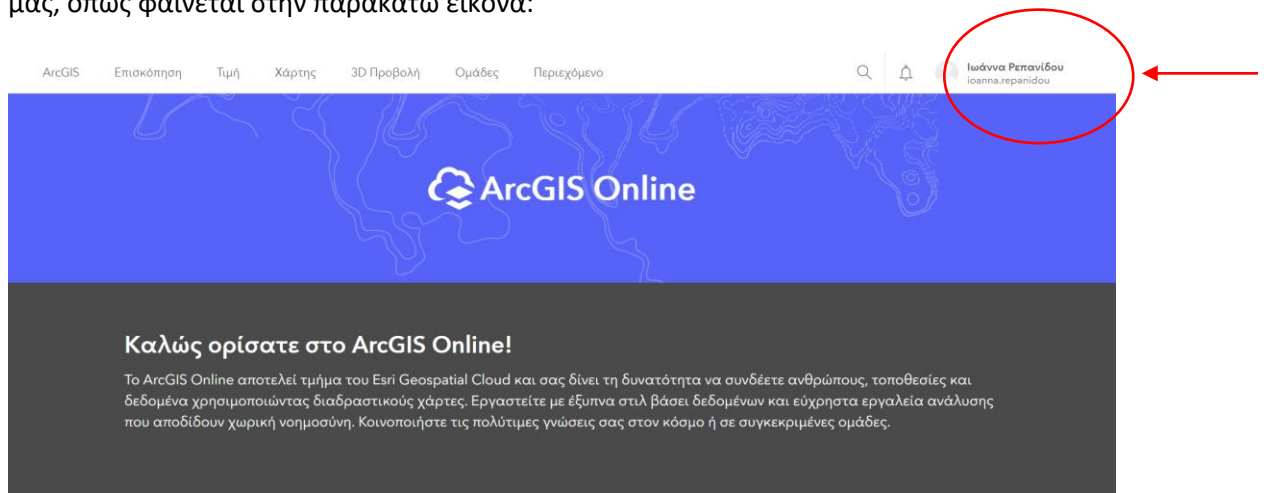 μας, όπως φαίνεται στην παρακάτω εικόνα:
ArcGIS Επισκόπηση Τιμή Χάρτης 3D Προβολή Ομάδες Περιεχόμενο Ιωάννα Ρεπανίδου
ioanna.repanidou
ArcGIS Online
Καλώς ορίσατε στο ArcGIS Online!
Το ArcGIS Online αποτελεί τμήμα του Esri Geospatial Cloud και σας δίνει τη δυνατότητα να συνδέετε ανθρώπους, τοποθεσίες και
δεδομένα χρησιμοποιώντας διαδραστικούς χάρτες. Εργαστείτε με έξυπνα στιλ βάσει δεδομένων και εύχρηστα εργαλεία ανάλυσης
που αποδίδουν χωρική νοημοσύνη. Κοινοποιήστε τις πολύτιμες γνώσεις σας στον κόσμο ή σε συγκεκριμένες ομάδες.